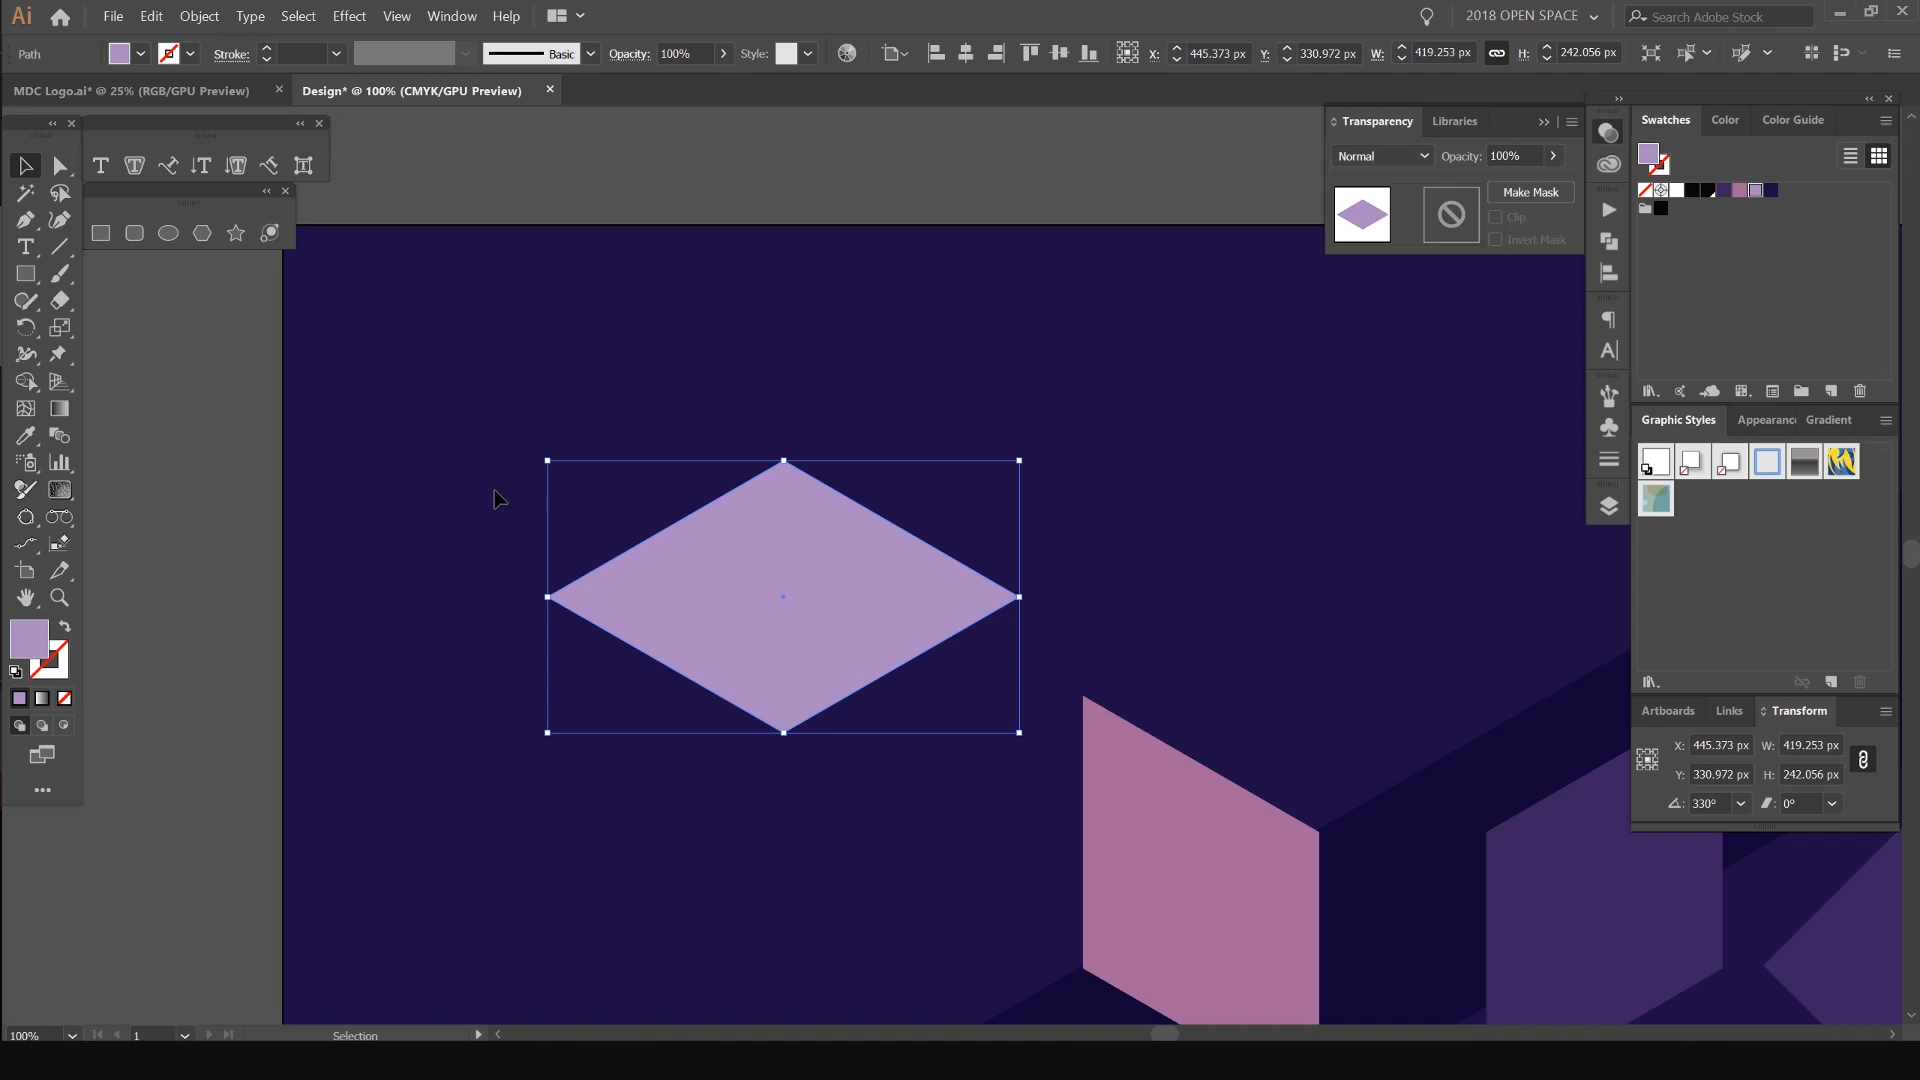 Ai File Edit Object Type Select Effect View Window Help 2018 OPEN SPACE Search Adobe Stock
Path Stroke: Basic Opacity: 100% Style: X: 445.373 px Y: 330.972 px W: 419.253 px H: 242.056 px
MDC Logo.ai* @ 25% (RGB/GPU Preview) Design* @ 100% (CMYK/GPU Preview)
Transparency Libraries
Normal Opacity: 100%
Make Mask
Clip
Invert Mask
Swatches Color Color Guide
Graphic Styles Appearanc Gradient
Artboards Links Transform
X: 445.373 px W: 419.253 px
Y: 330.972 px H: 242.056 px
330° 0°
100% 1 Selection